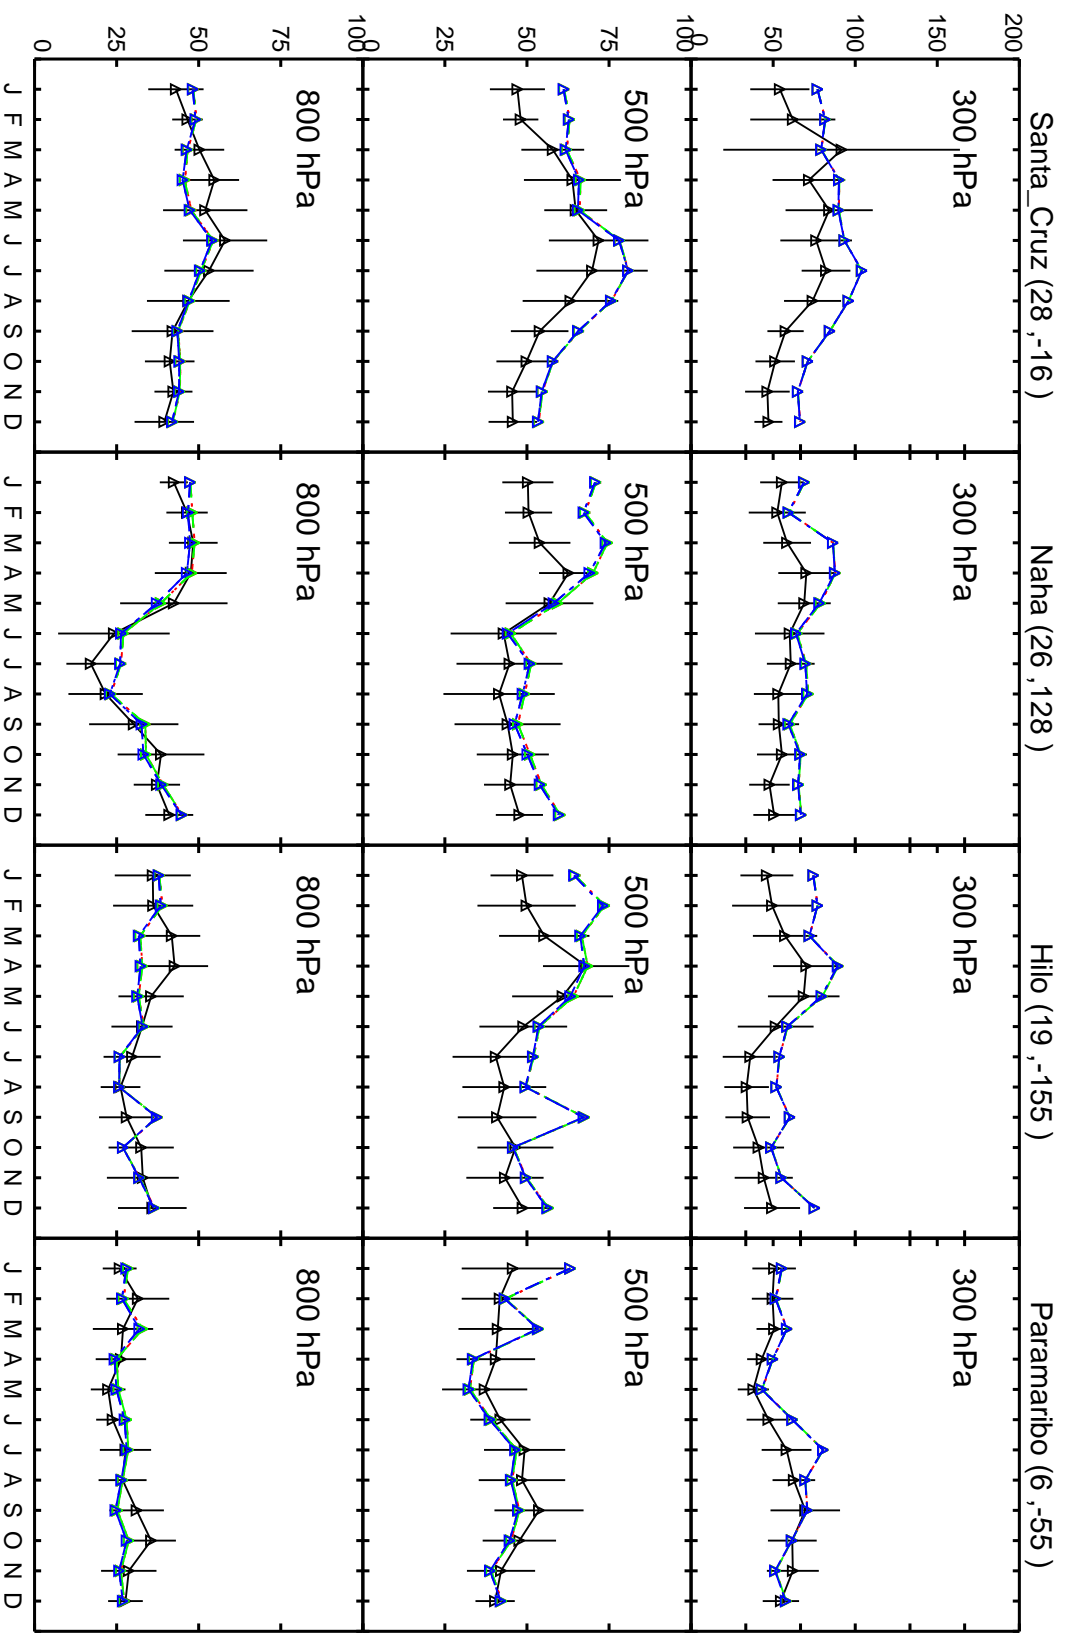 Santa_Cruz (28 ,-16 )
Naha (26 ,128 )
Hilo (19 ,-155 )
Paramaribo (6 ,-55 )
200
150
100
50
0
300 hPa
300 hPa
300 hPa
300 hPa
100
75
50
25
0
500 hPa
500 hPa
500 hPa
500 hPa
100
75
50
25
0
800 hPa
800 hPa
800 hPa
800 hPa
J F M A M J J A S O N D
J F M A M J J A S O N D
J F M A M J J A S O N D
J F M A M J J A S O N D